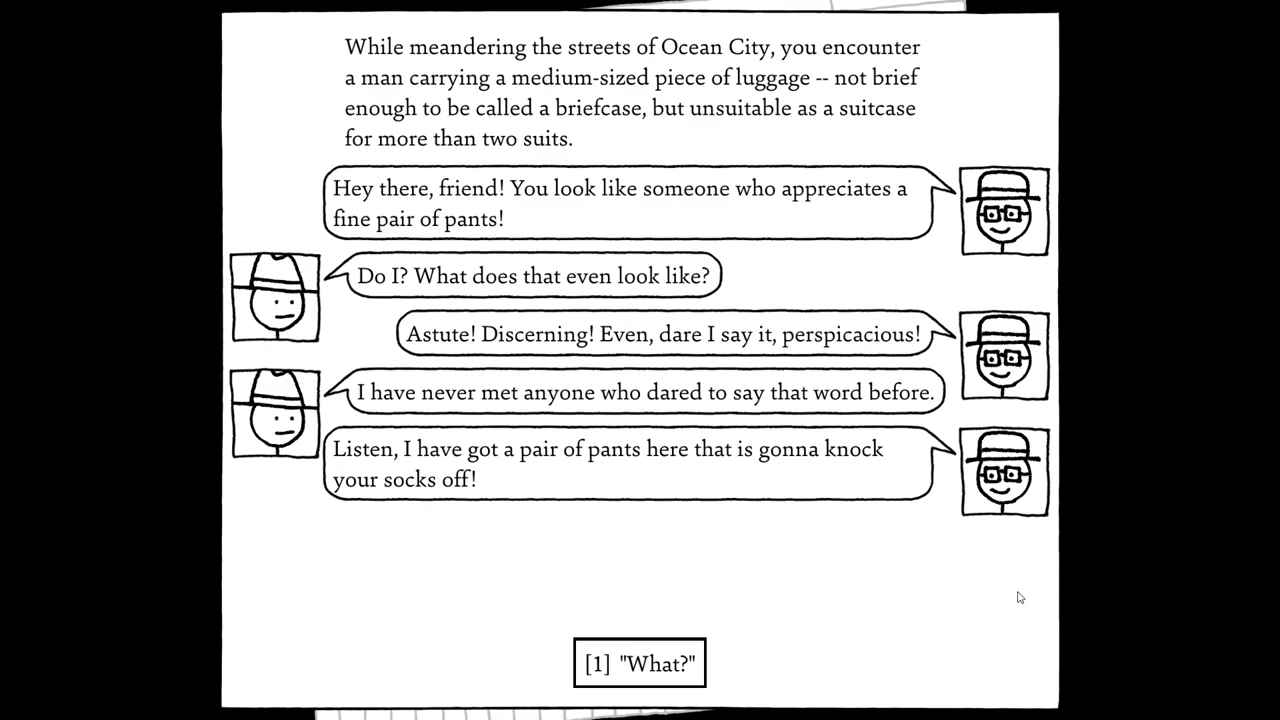 While meandering the streets of Ocean City, you encounter
a man carrying a medium-sized piece of luggage -- not brief
enough to be called a briefcase, but unsuitable as a suitcase
for more than two suits.
Hey there, friend! You look like someone who appreciates a
fine pair of pants!
Do I? What does that even look like?
Astute! Discerning! Even, dare I say it, perspicacious!
I have never met anyone who dared to say that word before.
Listen, I have got a pair of pants here that is gonna knock
your socks off!
[1] "What?"